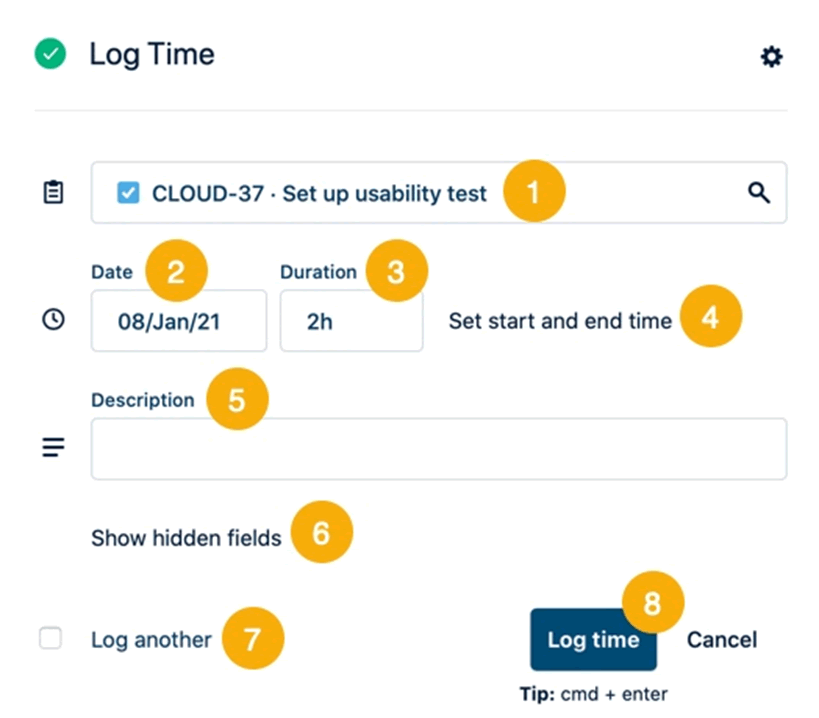 Log Time
CLOUD-37 · Set up usability test 1
Date 2 Duration 3
08/Jan/21 2h Set start and end time 4
Description 5
Show hidden fields 6
8
Log another 7 Log time Cancel
Tip: cmd + enter